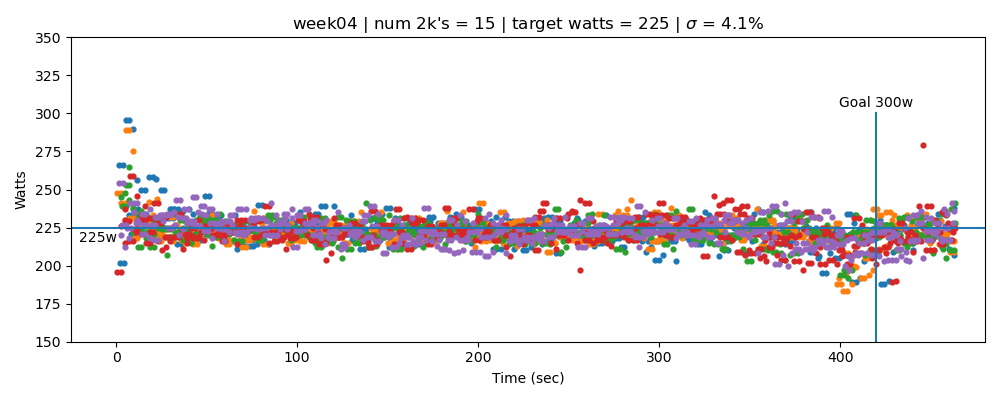 week04 | num 2k's = 15 | target watts = 225 | σ = 4.1%
350
325
300
275
250
225
200
175
150
Watts
Goal 300w
225w
0 100 200 300 400
Time (sec)